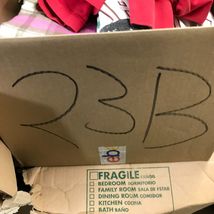 23B
FRAGILE
BEDROOM DORMITORIO
FAMILY ROOM SALA DE ESTAR
DINING ROOM COMEDOR
KITCHEN COCINA
BATH BAÑO